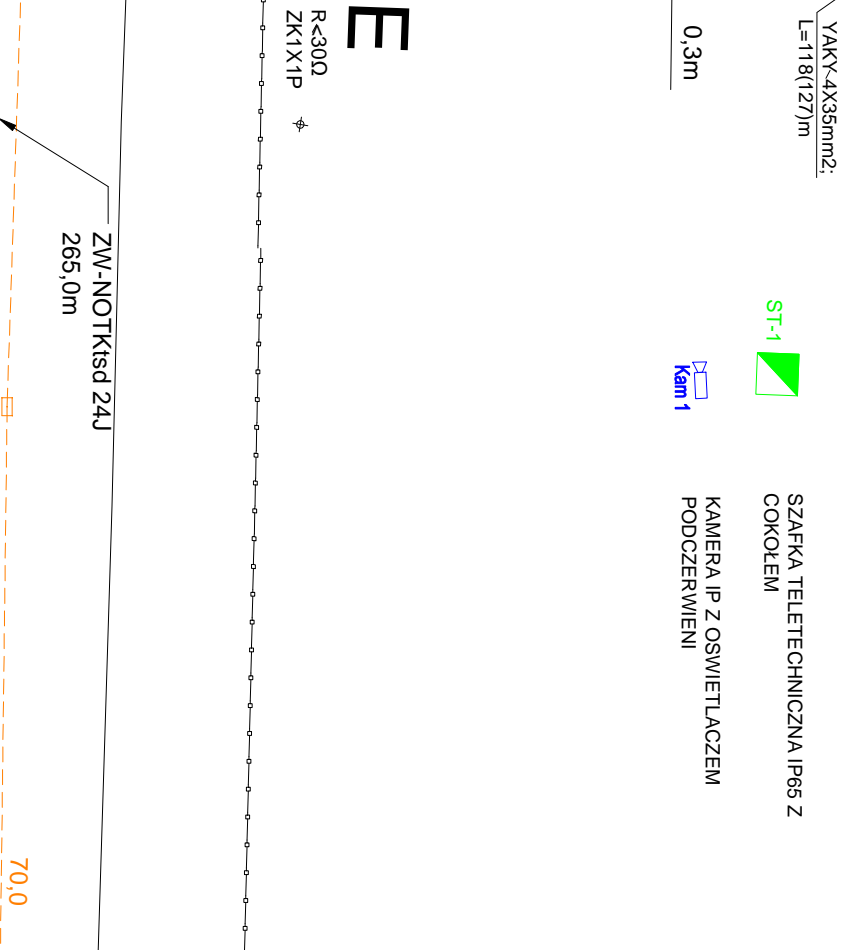 YAKY-4X35mm2;
L=118(127)m
0,3m
E
R<30Ω
ZK1X1P
ST-1
SZAFKA TELETECHNICZNA IP65 Z
COKOŁEM
Kam 1
KAMERA IP Z OSWIETLACZEM
PODCZERWIENI
ZW-NOTKtsd 24J
265,0m
70,0